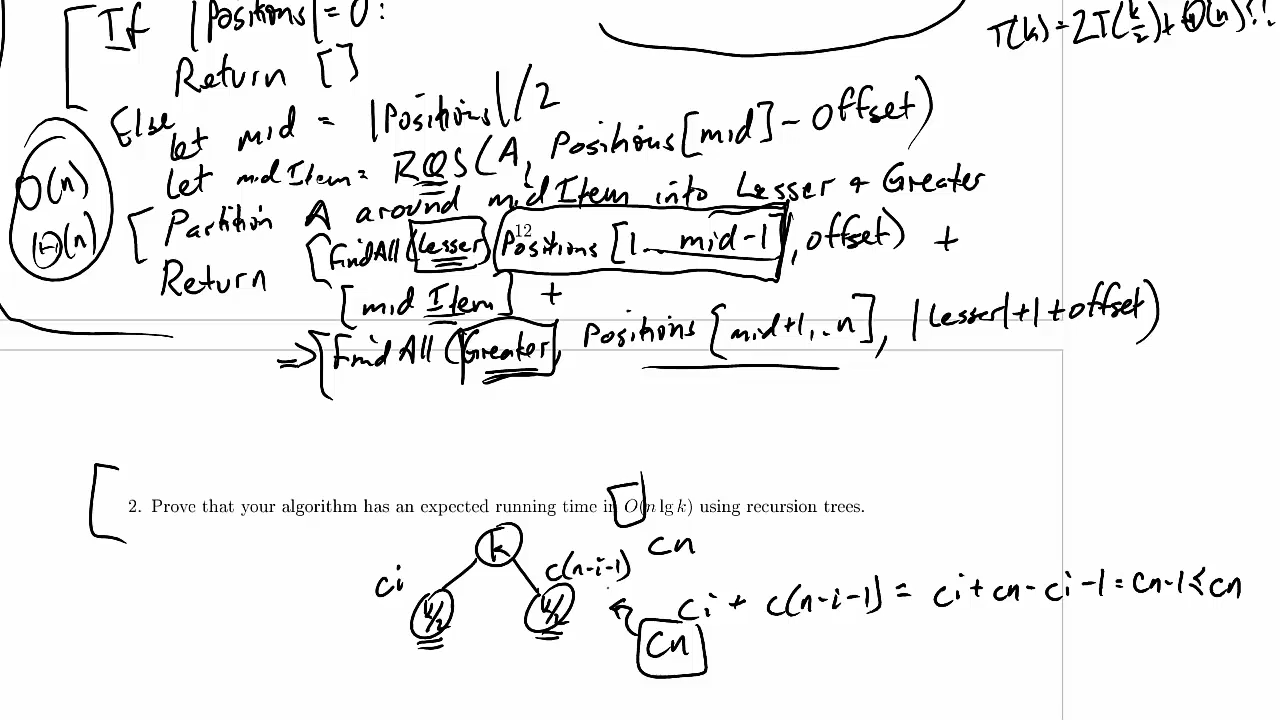 If |Positions| = 0:
T(k) = 2T(k/2) + Θ(n)!!
Return []
Else
let mid = |Positions|/2
let midItem = RQS(A, Positions[mid] - offset)
O(n)
Θ(n)
Partition A around midItem into Lesser + Greater
12
Return FindAll(Lesser, Positions[1...mid-1], offset) +
[midItem] +
=> FindAll(Greater, Positions[mid+1,..n], |Lesser|+1+offset)
2. Prove that your algorithm has an expected running time in O(n lg k) using recursion trees.
k cn
ci k/2 k/2 c(n-i-1)
ci + c(n-i-1) = ci + cn - ci - 1 = cn-1 ≤ cn
cn